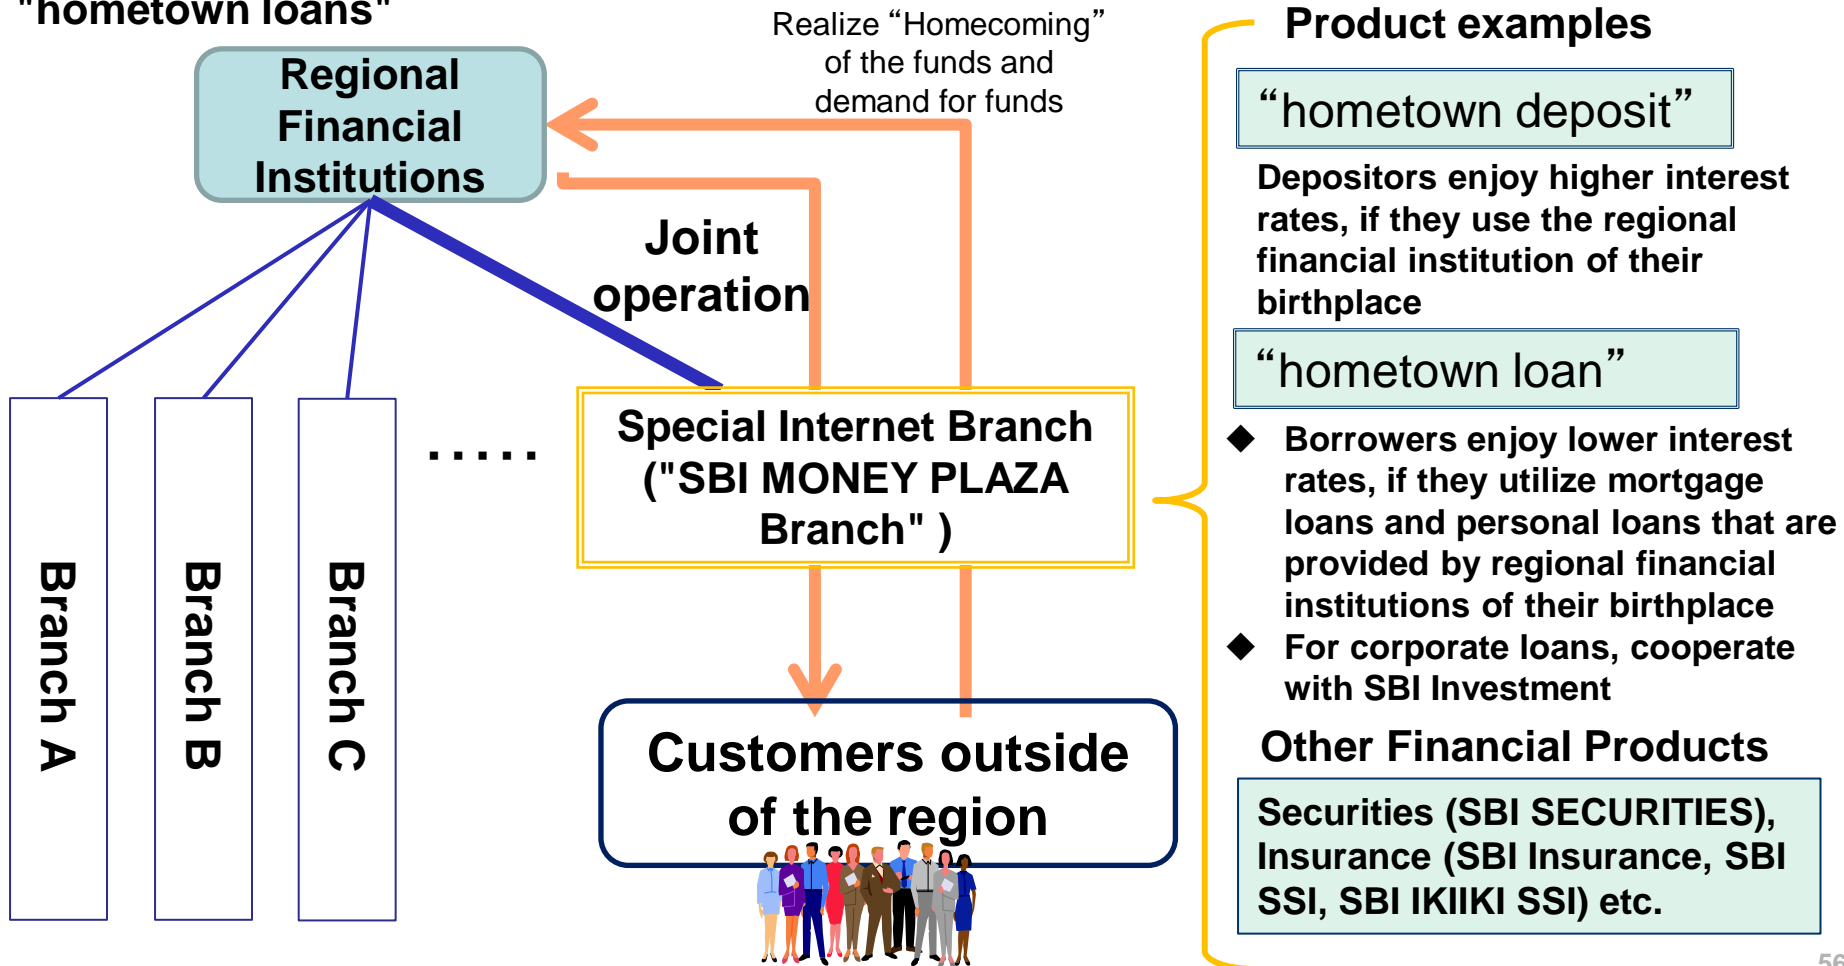 "hometown loans"
Realize “Homecoming”
of the funds and
demand for funds
Regional
Financial
Institutions
Joint
operation
Branch A
Branch B
Branch C
.....
Special Internet Branch
("SBI MONEY PLAZA
Branch" )
Customers outside
of the region
Product examples
“hometown deposit”
Depositors enjoy higher interest
rates, if they use the regional
financial institution of their
birthplace
“hometown loan”
◆ Borrowers enjoy lower interest
rates, if they utilize mortgage
loans and personal loans that are
provided by regional financial
institutions of their birthplace
◆ For corporate loans, cooperate
with SBI Investment
Other Financial Products
Securities (SBI SECURITIES),
Insurance (SBI Insurance, SBI
SSI, SBI IKIIKI SSI) etc.
56